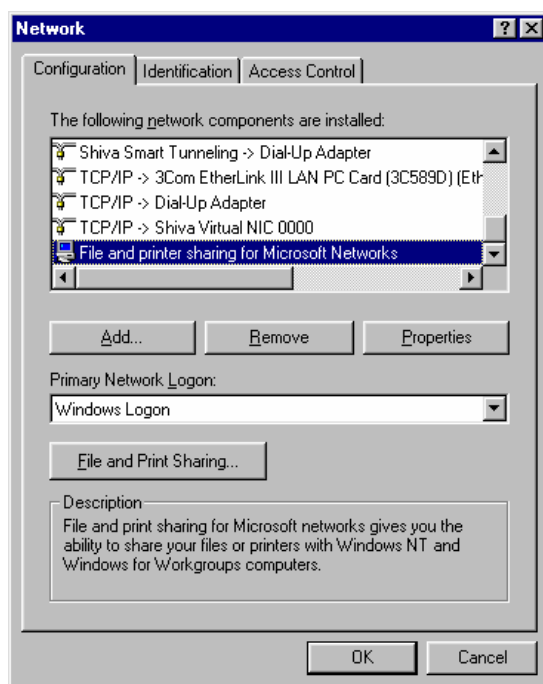 Network
Configuration Identification Access Control
The following network components are installed:
Shiva Smart Tunneling -> Dial-Up Adapter
TCP/IP -> 3Com EtherLink III LAN PC Card (3C589D) (Eth
TCP/IP -> Dial-Up Adapter
TCP/IP -> Shiva Virtual NIC 0000
File and printer sharing for Microsoft Networks
Add... Remove Properties
Primary Network Logon:
Windows Logon
File and Print Sharing...
Description
File and print sharing for Microsoft networks gives you the
ability to share your files or printers with Windows NT and
Windows for Workgroups computers.
OK Cancel